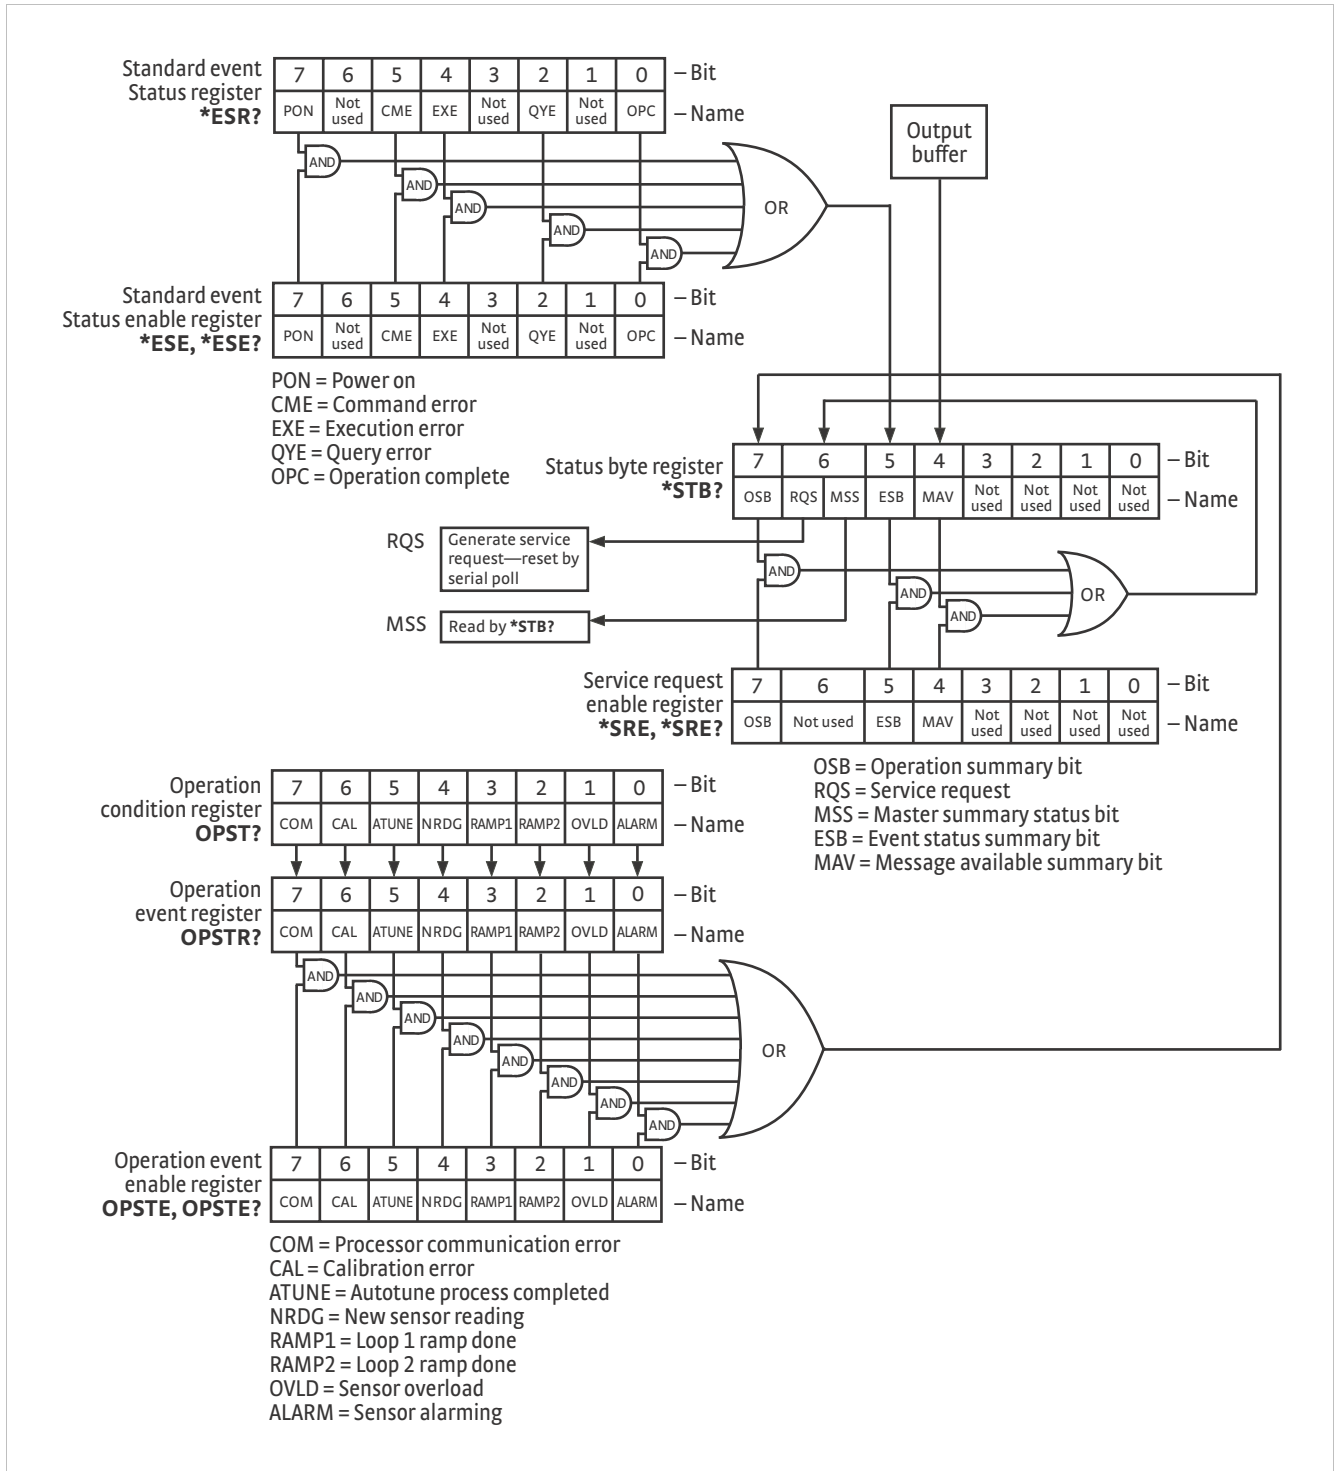 Standard event
Status register
*ESR?
7 6 5 4 3 2 1 0 – Bit
PON Not used CME EXE Not used QYE Not used OPC – Name
AND
AND
AND
AND
AND
OR
Output
buffer
Standard event
Status enable register
*ESE, *ESE?
7 6 5 4 3 2 1 0 – Bit
PON Not used CME EXE Not used QYE Not used OPC – Name
PON = Power on
CME = Command error
EXE = Execution error
QYE = Query error
OPC = Operation complete
Status byte register
*STB?
7 6 5 4 3 2 1 0 – Bit
OSB RQS MSS ESB MAV Not used Not used Not used Not used – Name
RQS
Generate service
request—reset by
serial poll
MSS
Read by *STB?
AND
AND
AND
OR
Service request
enable register
*SRE, *SRE?
7 6 5 4 3 2 1 0 – Bit
OSB Not used ESB MAV Not used Not used Not used Not used – Name
OSB = Operation summary bit
RQS = Service request
MSS = Master summary status bit
ESB = Event status summary bit
MAV = Message available summary bit
Operation
condition register
OPST?
7 6 5 4 3 2 1 0 – Bit
COM CAL ATUNE NRDG RAMP1 RAMP2 OVLD ALARM – Name
Operation
event register
OPSTR?
7 6 5 4 3 2 1 0 – Bit
COM CAL ATUNE NRDG RAMP1 RAMP2 OVLD ALARM – Name
AND
AND
AND
AND
AND
AND
AND
AND
OR
Operation event
enable register
OPSTE, OPSTE?
7 6 5 4 3 2 1 0 – Bit
COM CAL ATUNE NRDG RAMP1 RAMP2 OVLD ALARM – Name
COM = Processor communication error
CAL = Calibration error
ATUNE = Autotune process completed
NRDG = New sensor reading
RAMP1 = Loop 1 ramp done
RAMP2 = Loop 2 ramp done
OVLD = Sensor overload
ALARM = Sensor alarming